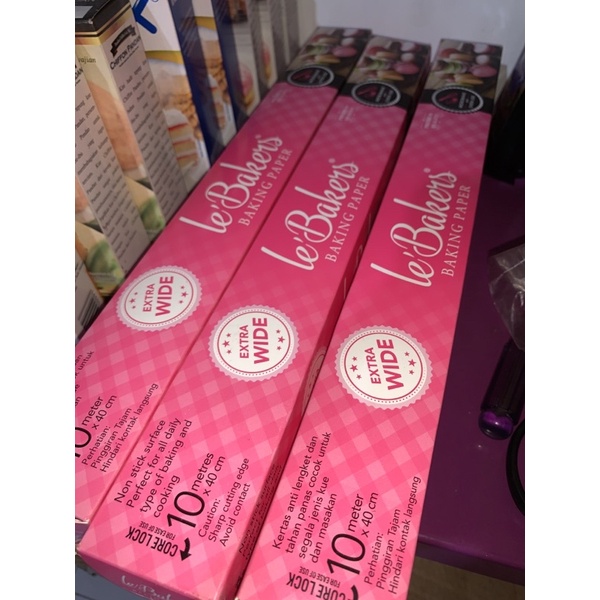 CHIFFON
le'Bakers®
BAKING PAPER
EXTRA
WIDE
untuk
10 meter
x 40 cm
Perhatian:
Pinggiran Tajam
Hindari kontak langsung
le'Bakers®
BAKING PAPER
EXTRA
WIDE
Non stick surface
Perfect for all daily
type of baking and
cooking
10 metres
x 40 cm
Caution:
Sharp cutting edge
Avoid contact
CORE LOCK
FOR EASE OF USE
le'Bakers
le'Bakers®
BAKING PAPER
EXTRA
WIDE
Kertas anti lengket dan
tahan panas cocok untuk
segala jenis kue
dan masakan
10 meter
x 40 cm
Perhatian:
Pinggiran Tajam
Hindari kontak langsung
CORE LOCK
FOR EASE OF USE